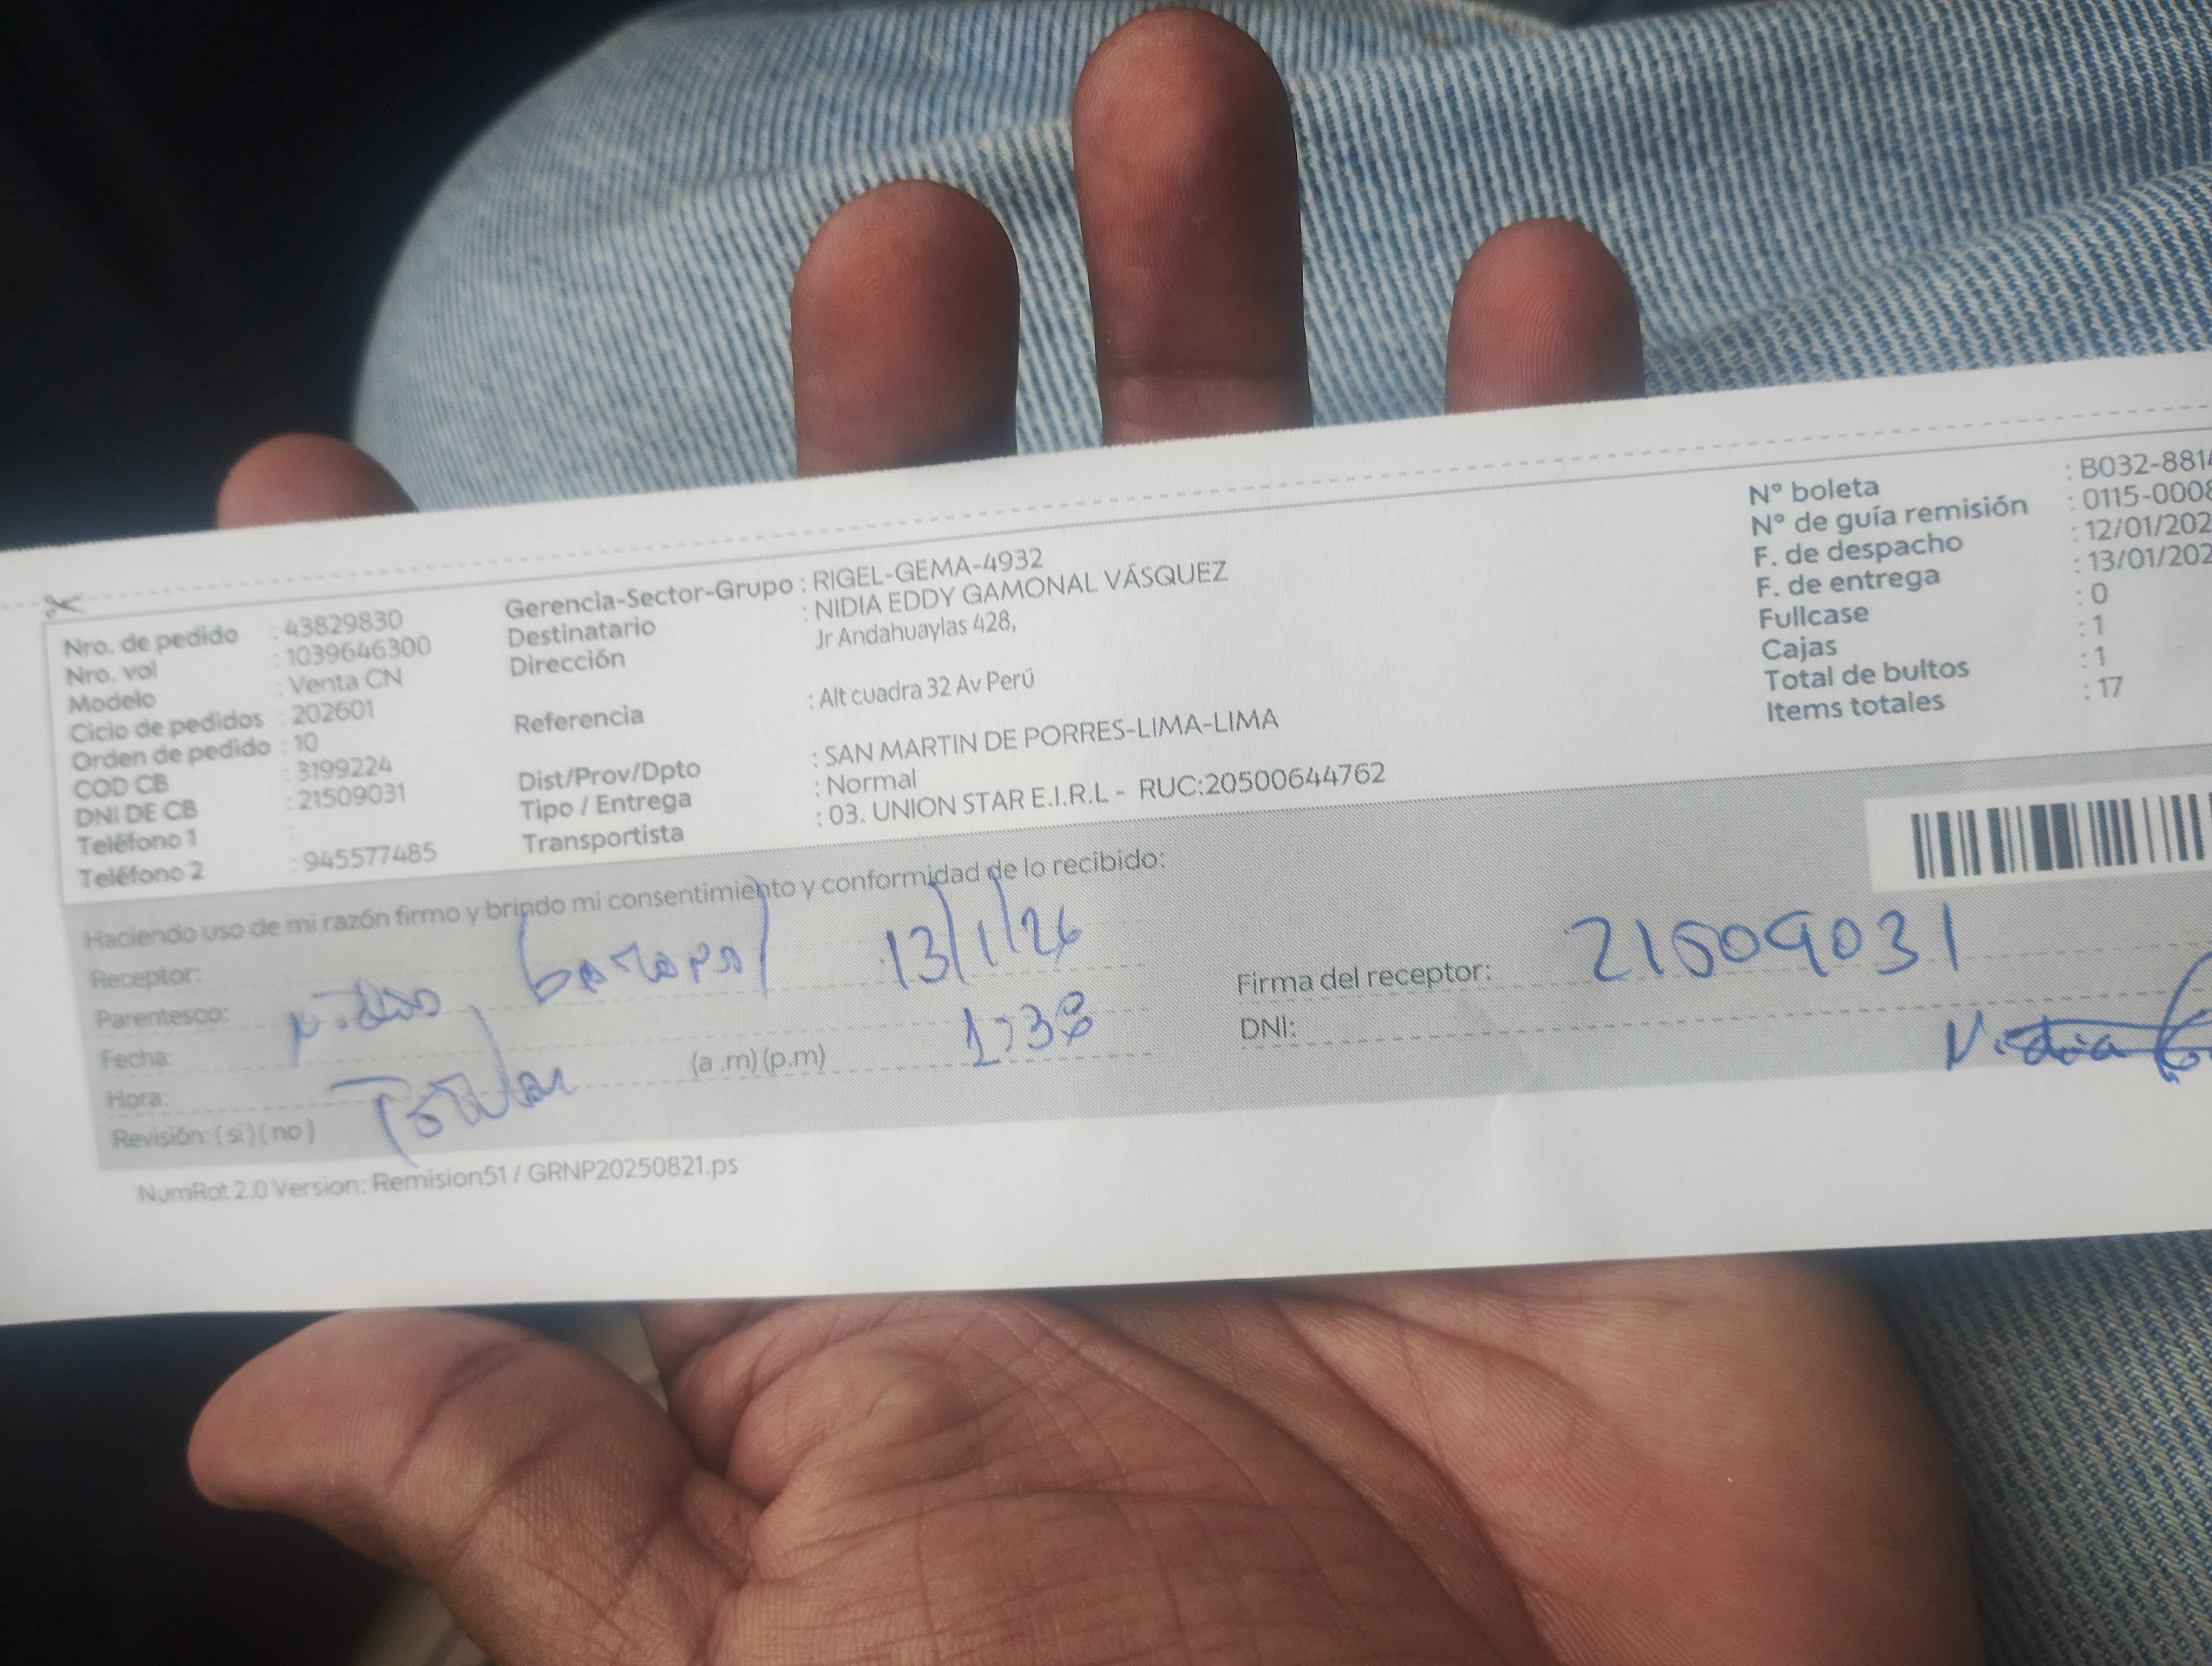 Nro. de pedido : 43829830
Nro. vol : 1039646300
Modelo : Venta CN
Ciclo de pedidos : 202601
Orden de pedido : 10
COD CB : 3199224
DNI DE CB : 21509031
Teléfono 1 :
Teléfono 2 : 945577485
Gerencia-Sector-Grupo : RIGEL-GEMA-4932
Destinatario : NIDIA EDDY GAMONAL VÁSQUEZ
Dirección Jr Andahuaylas 428,
Referencia : Alt cuadra 32 Av Perú
Dist/Prov/Dpto : SAN MARTIN DE PORRES-LIMA-LIMA
Tipo / Entrega : Normal
Transportista : 03. UNION STAR E.I.R.L - RUC:20500644762
N° boleta : B032-881
N° de guía remisión : 0115-0008
F. de despacho : 12/01/202
F. de entrega : 13/01/202
Fullcase : 0
Cajas : 1
Total de bultos : 1
Items totales : 17
Haciendo uso de mi razón firmo y brindo mi consentimiento y conformidad de lo recibido:
Receptor: 13/1/26
Parentesco:
Fecha:
Hora: (a .m) (p.m) 1:38
Revisión: ( si ) ( no ) Titular
Firma del receptor: 21509031
DNI: Nidia
NumRot 2.0 Version: Remision51 / GRNP20250821.ps